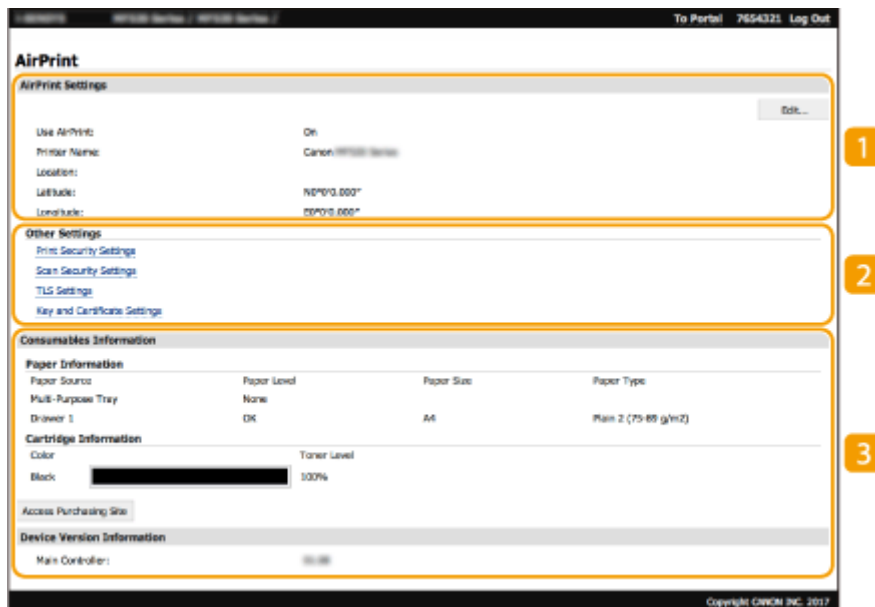 To Portal 7654321 Log Out
AirPrint
AirPrint Settings
Edit...
Use AirPrint: On
Printer Name: Canon
Location:
Latitude: N0°0'0.000"
Longitude: E0°0'0.000"
1
Other Settings
Print Security Settings
Scan Security Settings
TLS Settings
Key and Certificate Settings
2
Consumables Information
Paper Information
Paper Source Paper Level Paper Size Paper Type
Multi-Purpose Tray None
Drawer 1 OK A4 Plain 2 (75-89 g/m2)
Cartridge Information
Color Toner Level
Black 100%
3
Access Purchasing Site
Device Version Information
Main Controller:
Copyright CANON INC. 2017